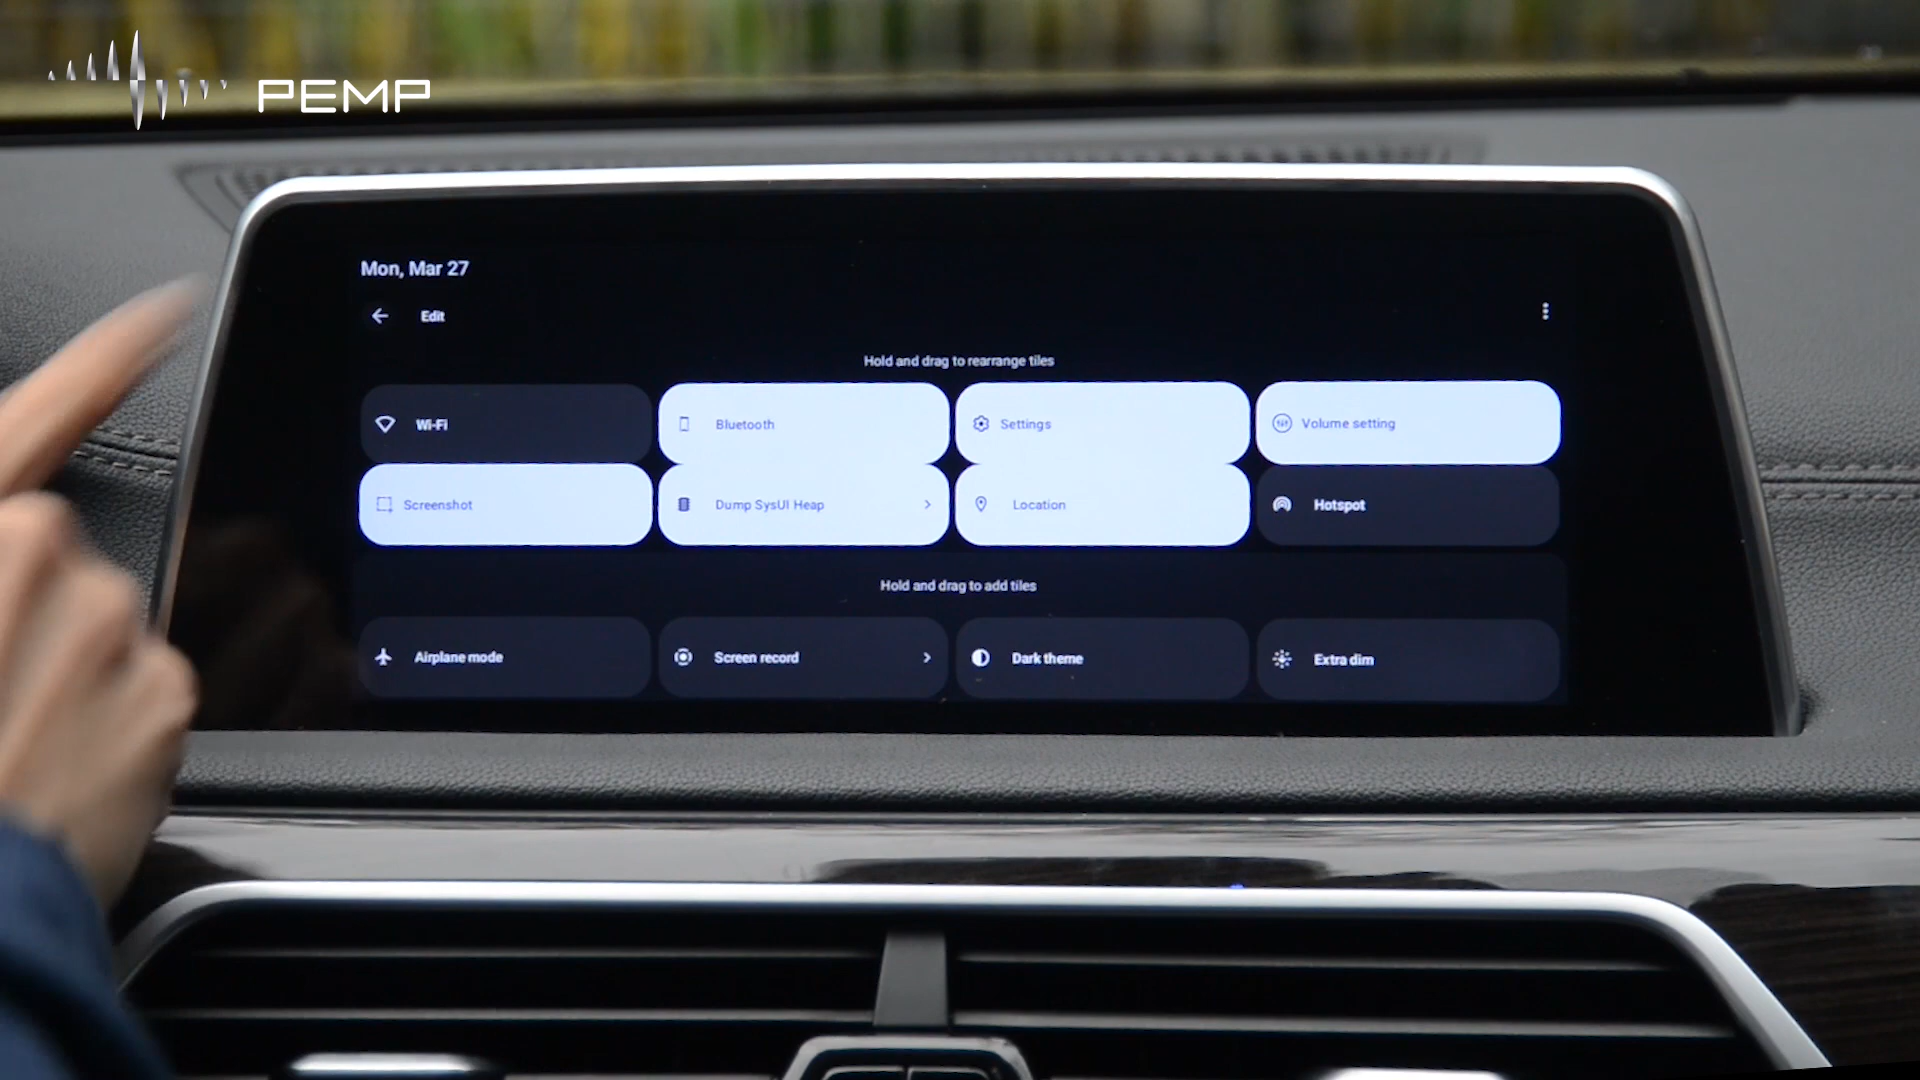 PEMP
Mon, Mar 27
Edit
Hold and drag to rearrange tiles
Wi-Fi
Bluetooth
Settings
Volume setting
Screenshot
Dump SysUI Heap
Location
Hotspot
Hold and drag to add tiles
Airplane mode
Screen record
Dark theme
Extra dim